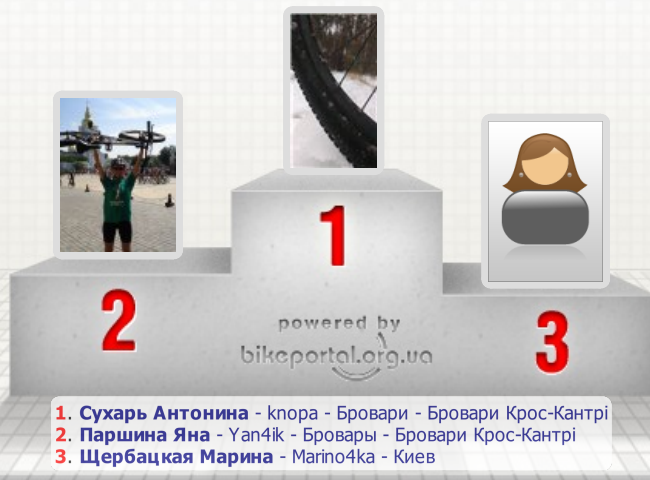 1
2
3
powered by
bikeportal.org.ua
1. Сухарь Антонина - knopa - Бровари - Бровари Крос-Кантрі
2. Паршина Яна - Yan4ik - Бровары - Бровари Крос-Кантрі
3. Щербацкая Марина - Marino4ka - Киев